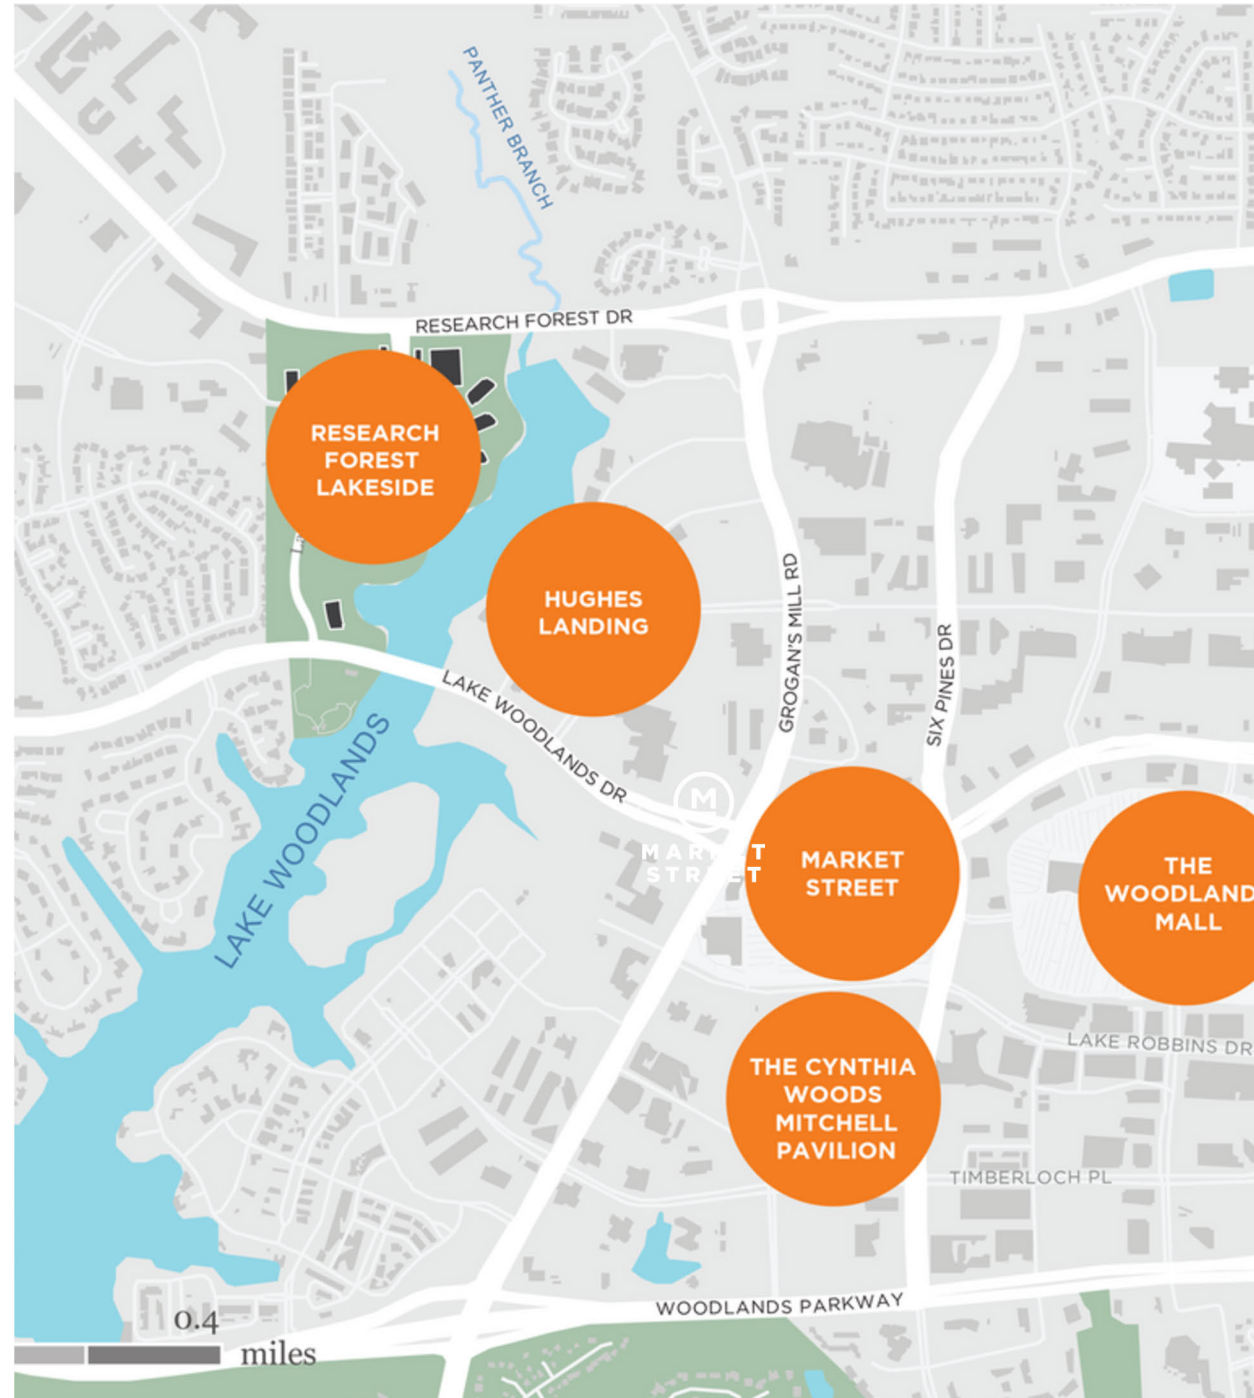 PANTHER BRANCH
RESEARCH FOREST DR
RESEARCH
FOREST
LAKESIDE
HUGHES
LANDING
GROGAN'S MILL RD
SIX PINES DR
LAKE WOODLANDS DR
LAKE WOODLANDS
M
MARKET
STREET
MARKET
STREET
THE
WOODLAND
MALL
LAKE ROBBINS DR
THE CYNTHIA
WOODS
MITCHELL
PAVILION
TIMBERLOCH PL
WOODLANDS PARKWAY
0.4
miles